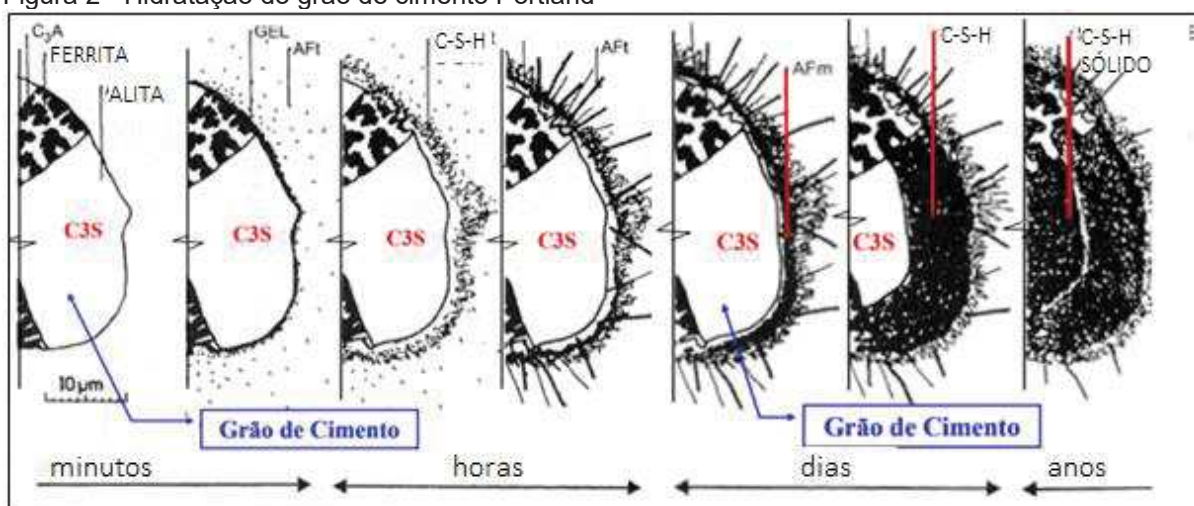 Figura 2 - Hidratação do grão de cimento Portland
C₃A
FERRITA
ALITA
C3S
10μm
GEL
AFt
C3S
C-S-H
C3S
AFt
C3S
AFm
C3S
C-S-H
C3S
C-S-H
SÓLIDO
Grão de Cimento
Grão de Cimento
minutos
horas
dias
anos